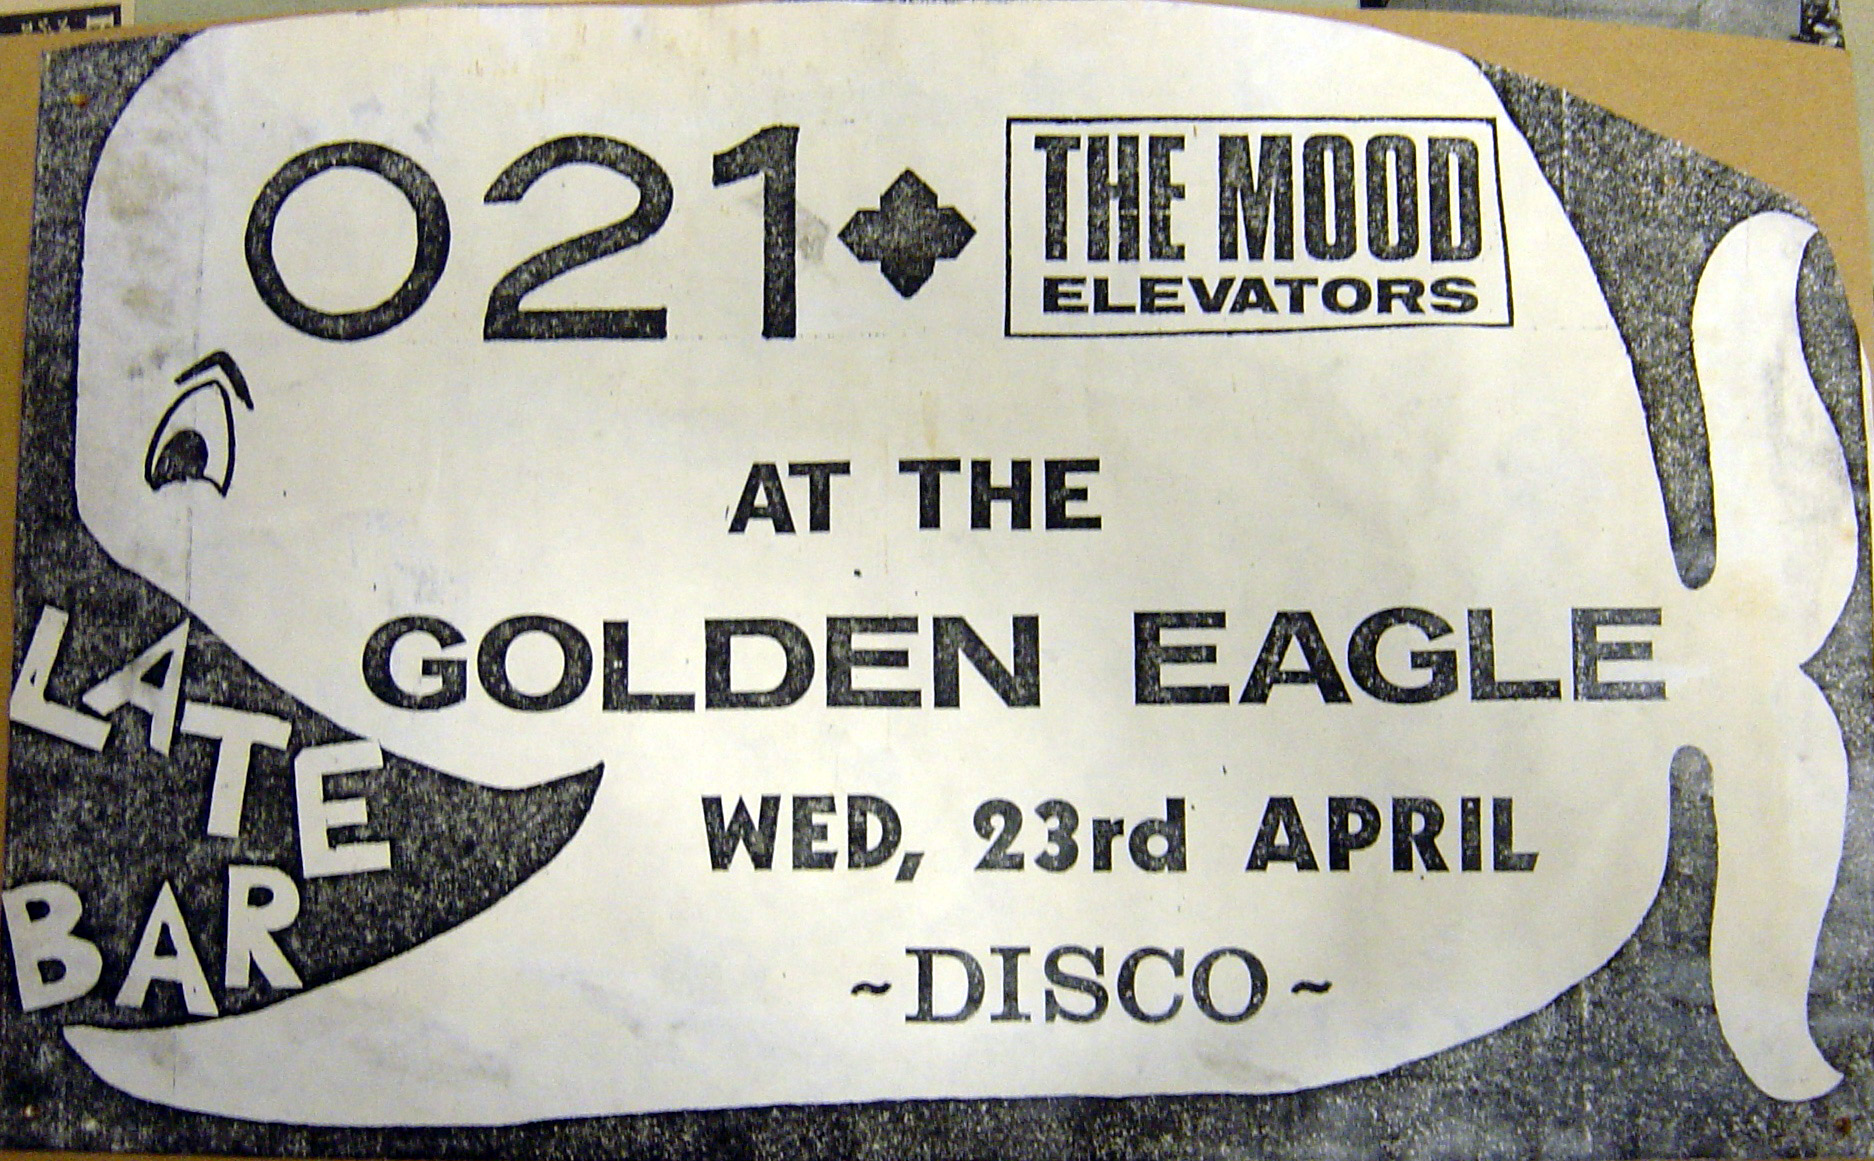 021 THE MOOD
ELEVATORS
AT THE
GOLDEN EAGLE
WED, 23rd APRIL
~DISCO~
LATE
BAR